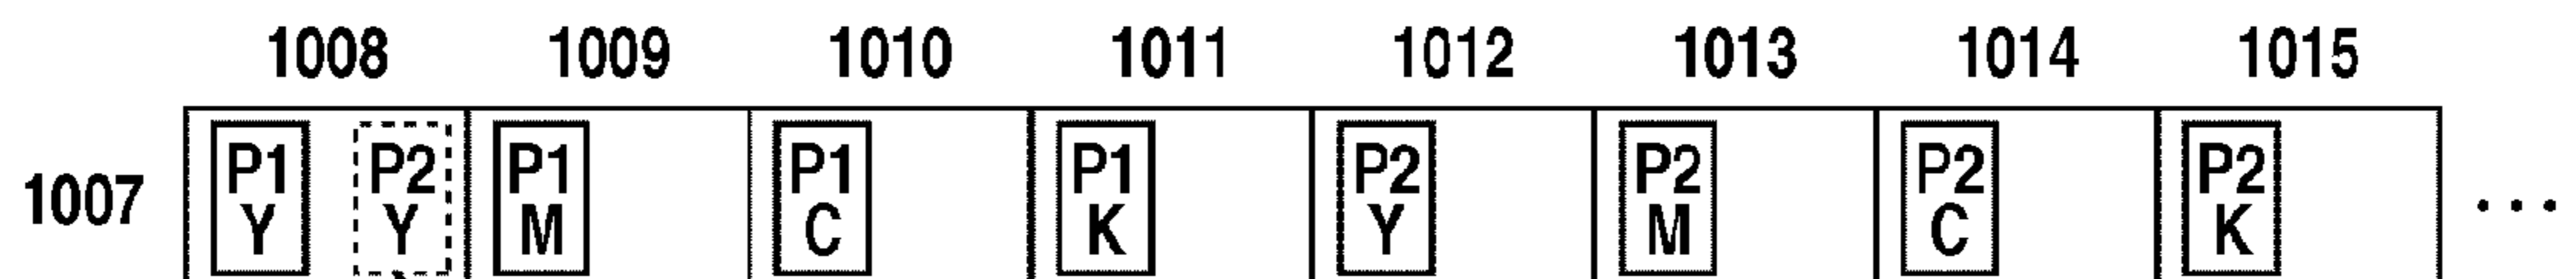 1008 1009 1010 1011 1012 1013 1014 1015
1007 P1 P2 P1 P1 P1 P2 P2 P2 P2 ...
Y Y M C K Y M C K